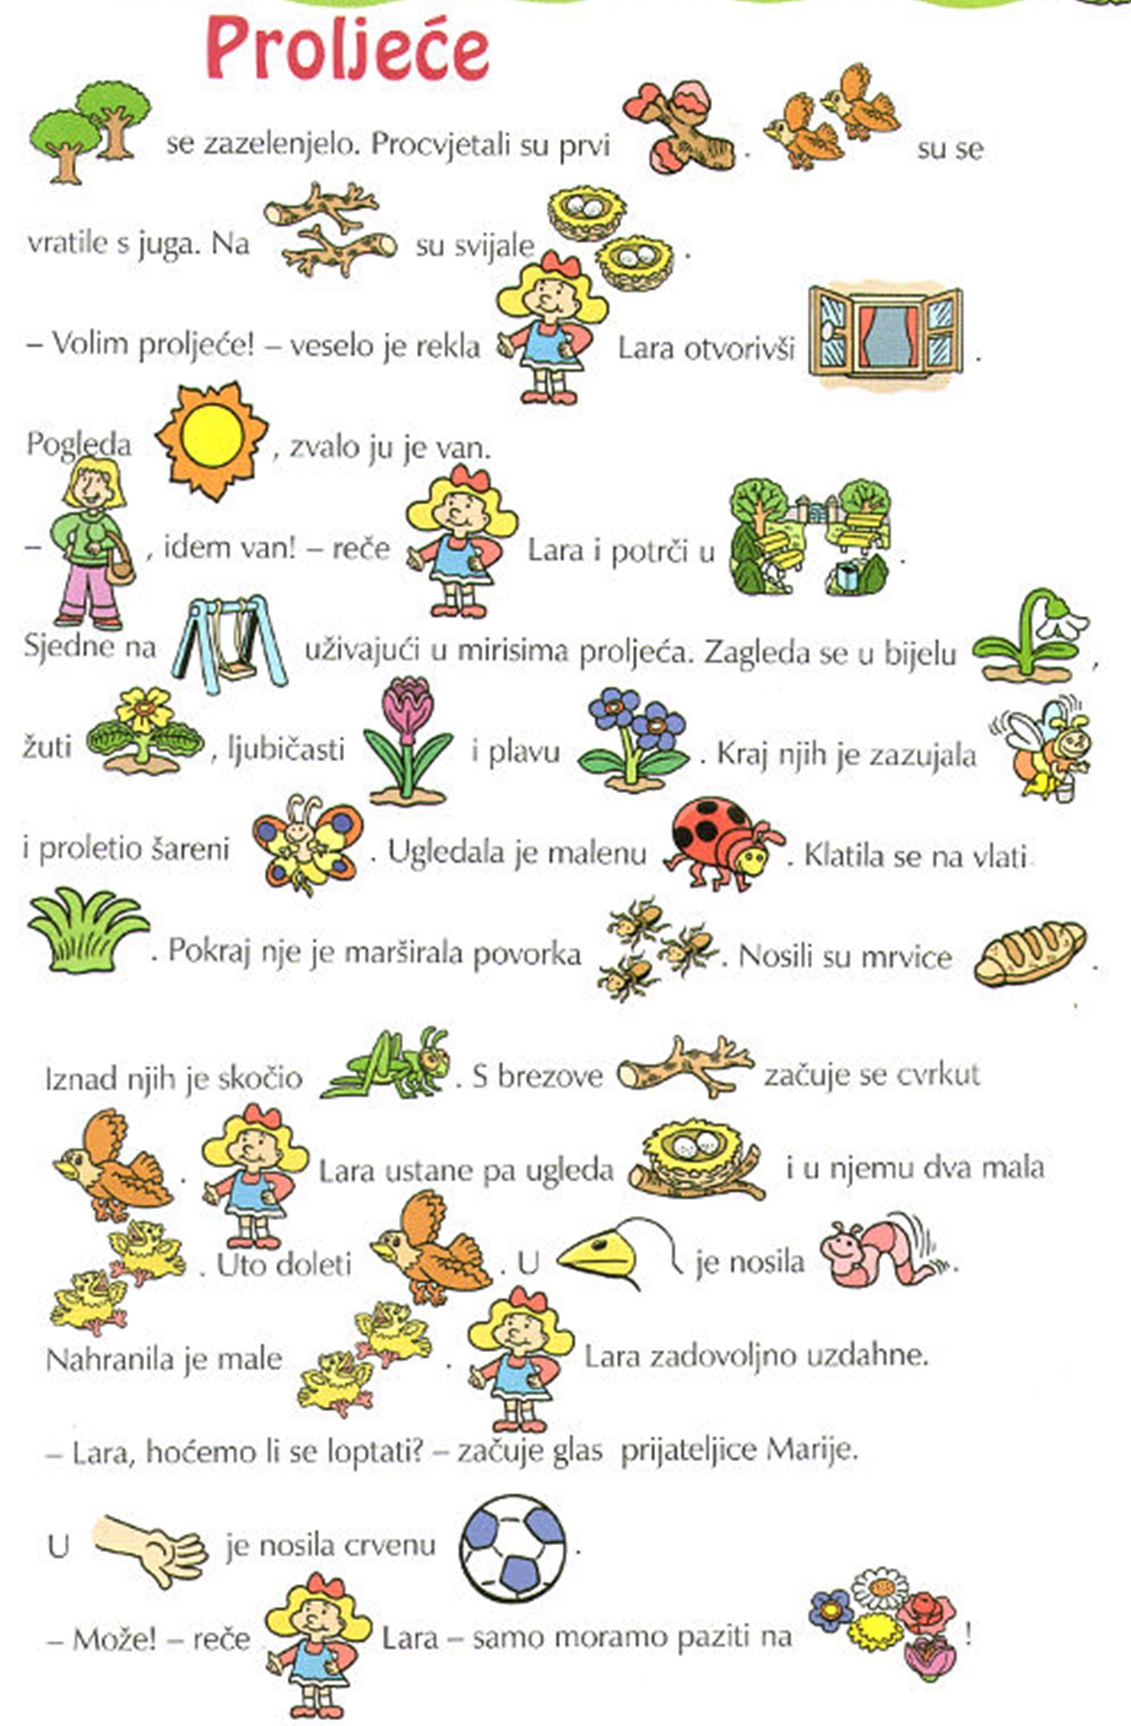 Proljeće
se zazelenjelo. Procvjetali su prvi . su se
vratile s juga. Na su svijale .
– Volim proljeće! – veselo je rekla Lara otvorivši .
Pogleda , zvalo ju je van.
– , idem van! – reče Lara i potrči u .
Sjedne na uživajući u mirisima proljeća. Zagleda se u bijelu ,
žuti , ljubičasti i plavu . Kraj njih je zazujala
i proletio šareni . Ugledala je malenu . Klatila se na vlati
. Pokraj nje je marširala povorka . Nosili su mrvice .
Iznad njih je skočio . S brezove začuje se cvrkut
. Lara ustane pa ugleda i u njemu dva mala
. Uto doleti . U je nosila .
Nahranila je male . Lara zadovoljno uzdahne.
– Lara, hoćemo li se loptati? – začuje glas prijateljice Marije.
U je nosila crvenu .
– Može! – reče Lara – samo moramo paziti na !